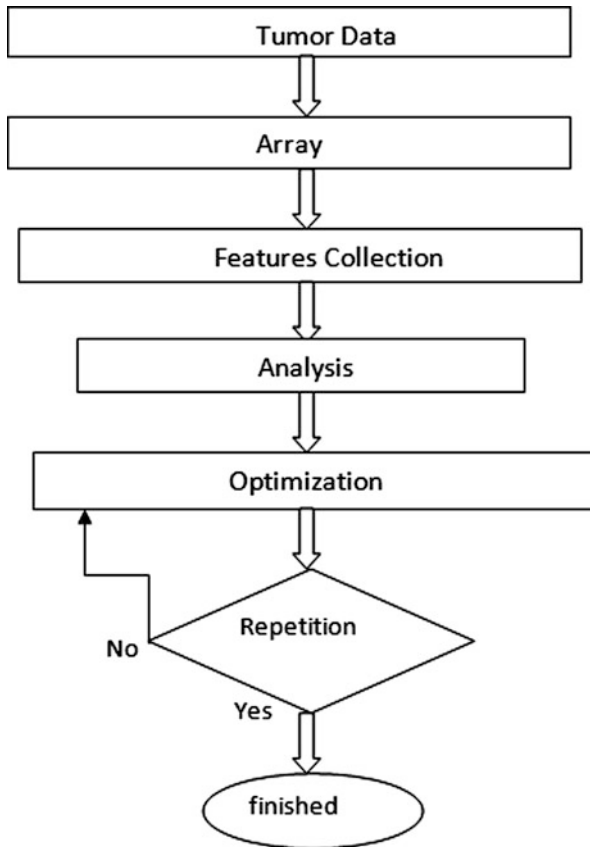 Tumor Data
Array
Features Collection
Analysis
Optimization
Repetition
No
Yes
finished